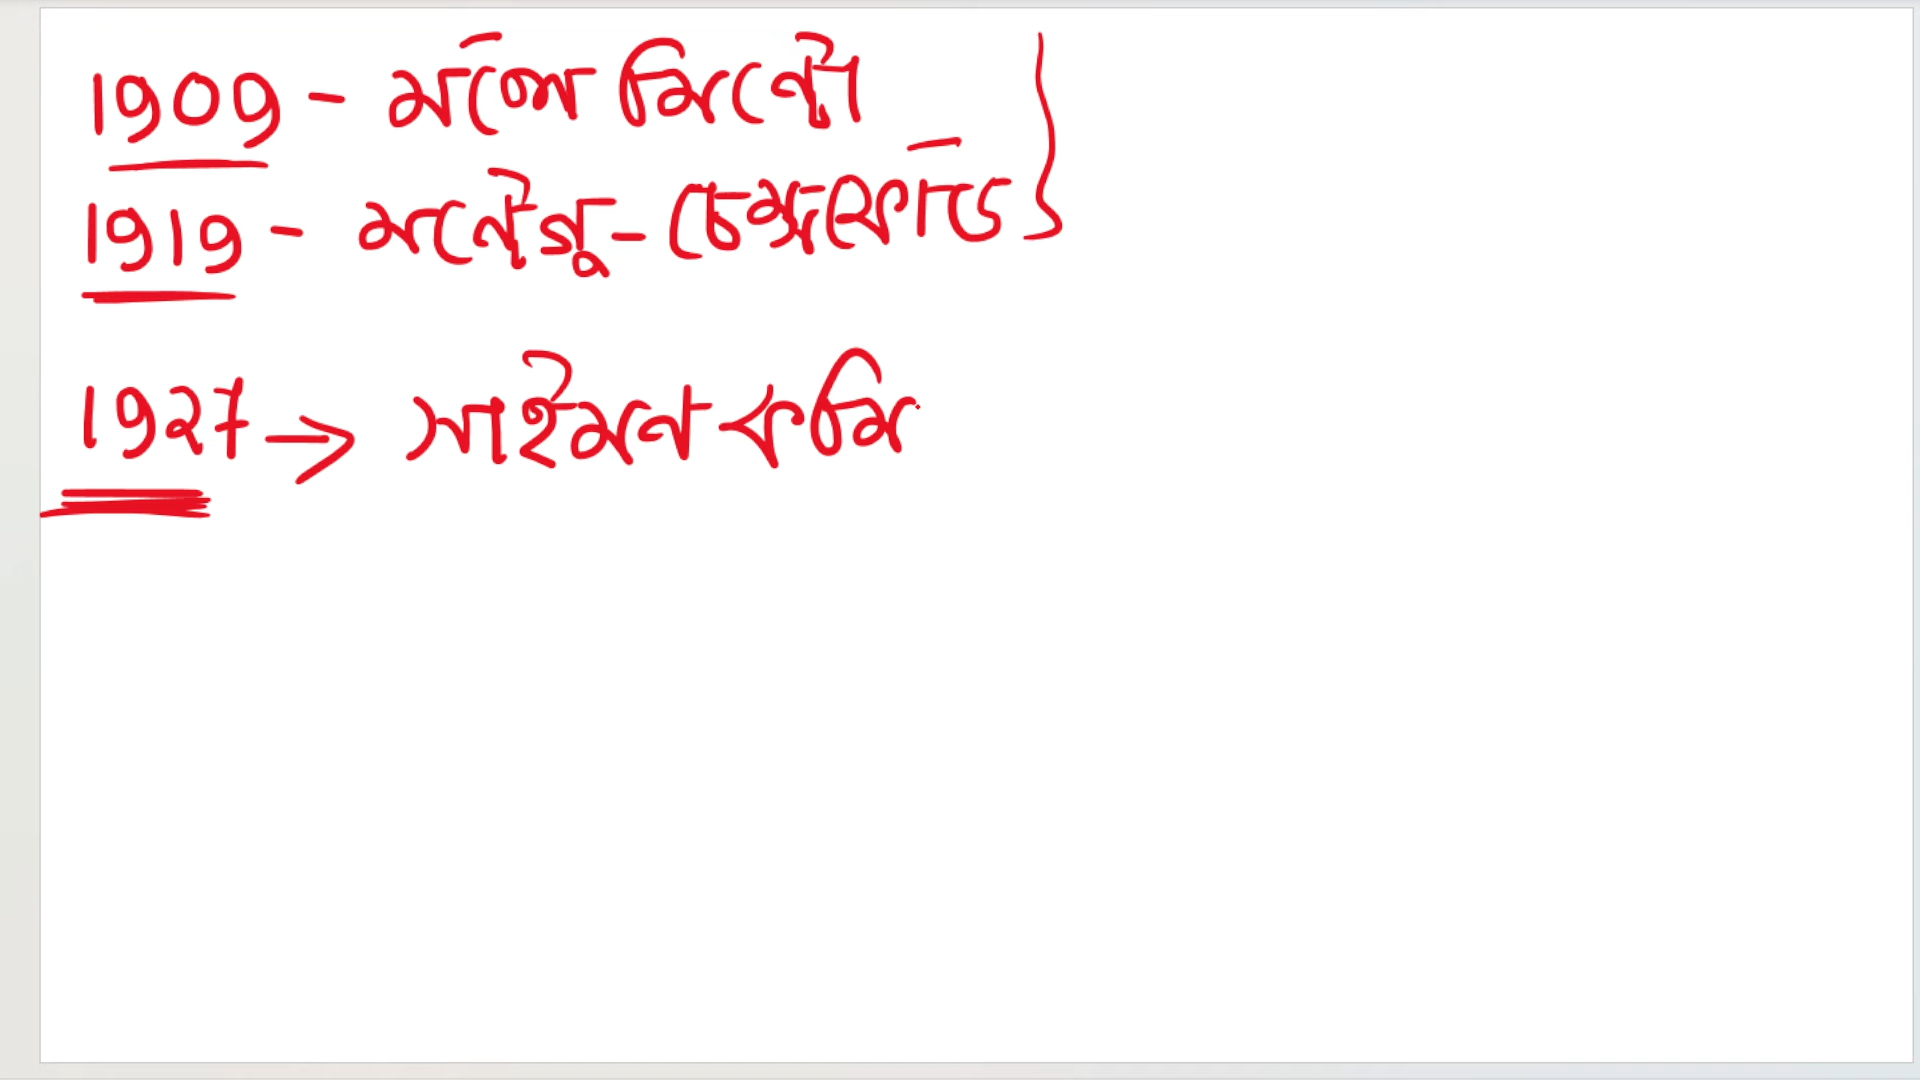 1909 - মর্লে মিন্টো
1919 - মন্টেগু - চেমসফোর্ড
1927 → সাইমন কমি